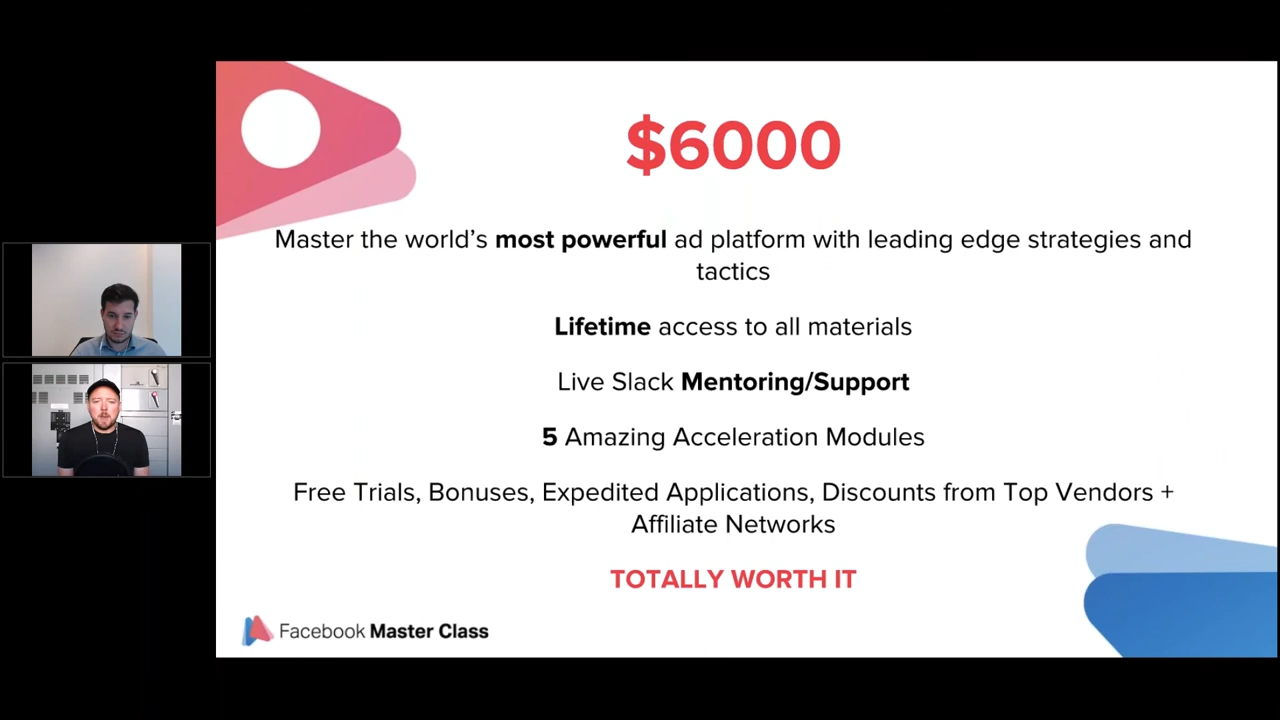 $6000
Master the world’s most powerful ad platform with leading edge strategies and
tactics
Lifetime access to all materials
Live Slack Mentoring/Support
5 Amazing Acceleration Modules
Free Trials, Bonuses, Expedited Applications, Discounts from Top Vendors +
Affiliate Networks
TOTALLY WORTH IT
Facebook Master Class